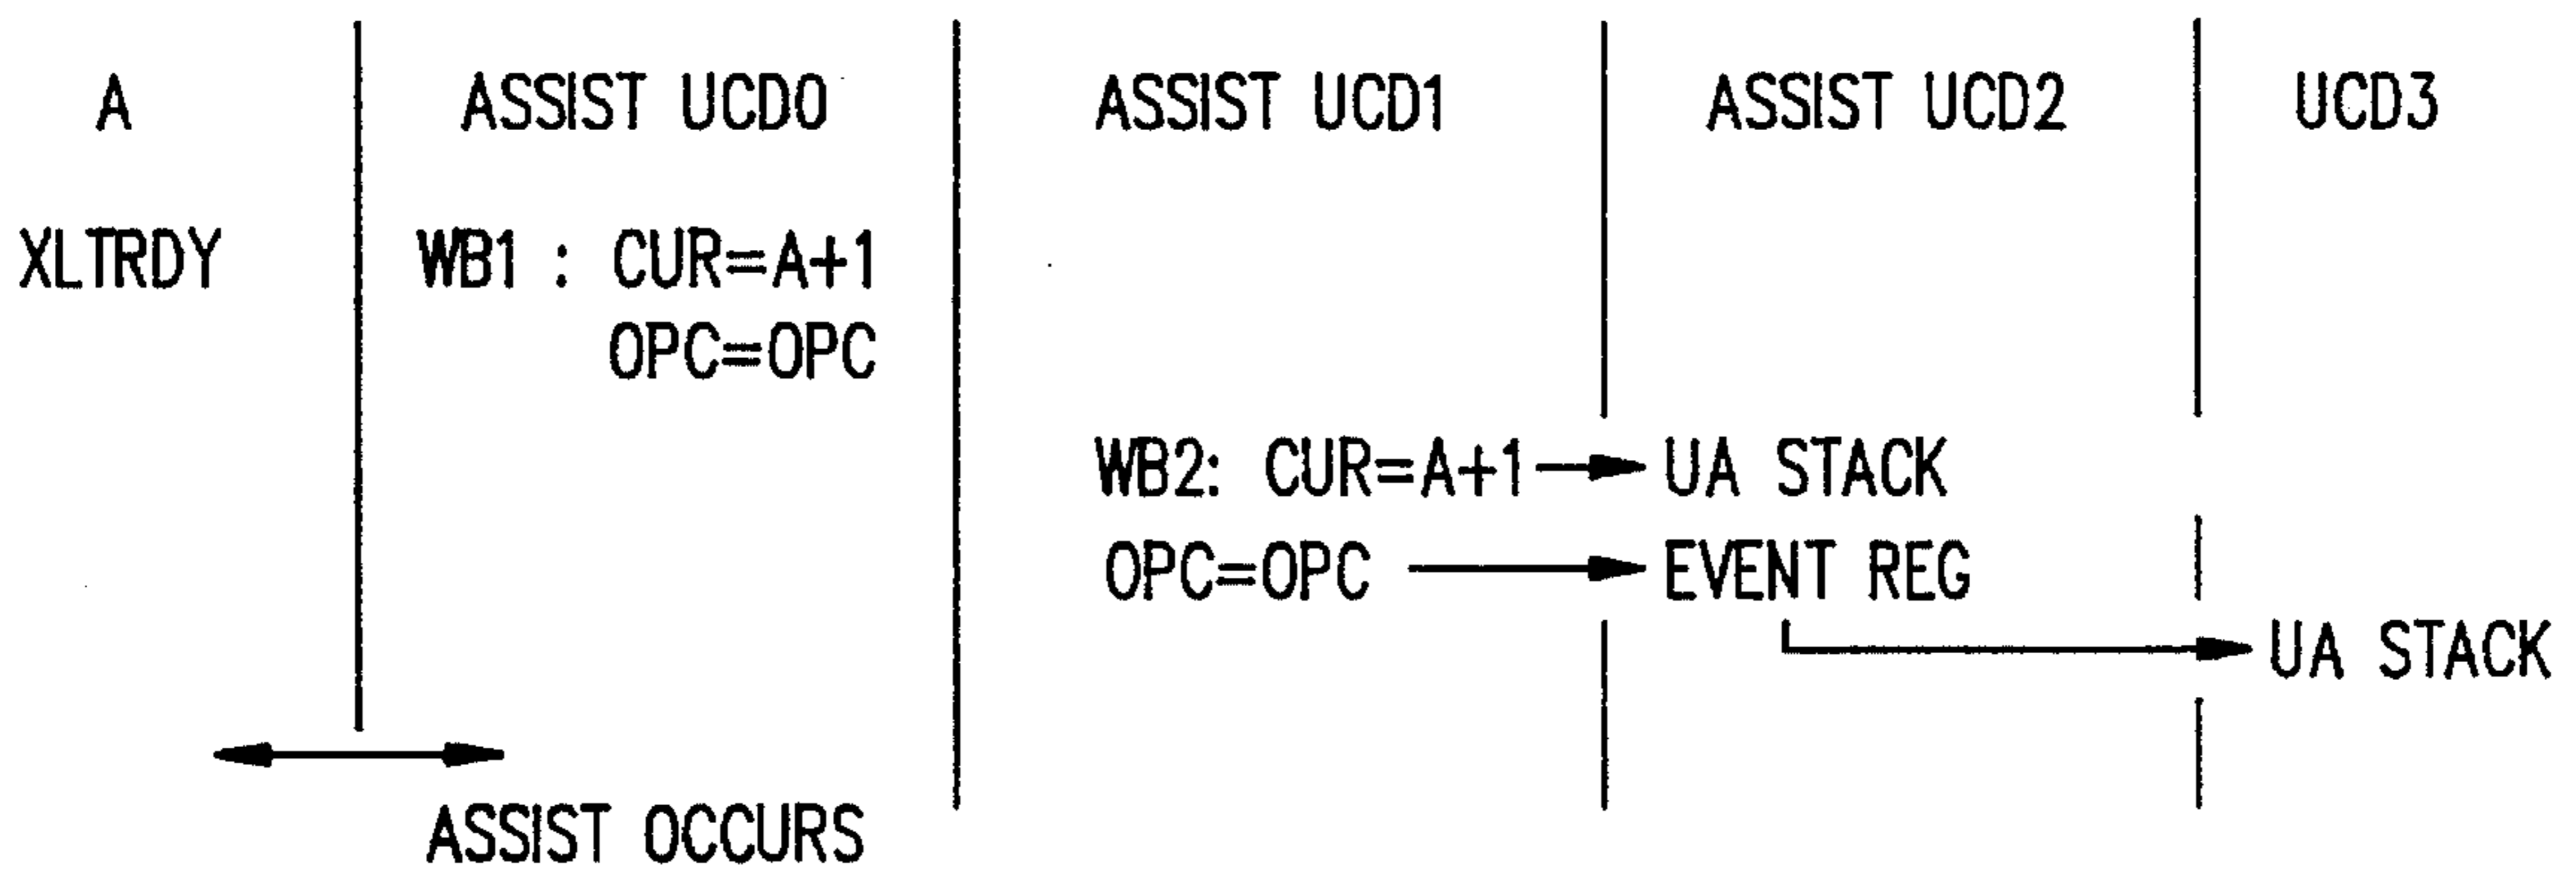 A ASSIST UCD0 ASSIST UCD1 ASSIST UCD2 UCD3
XLTRDY WB1 : CUR=A+1
OPC=OPC
WB2: CUR=A+1 UA STACK
OPC=OPC EVENT REG
UA STACK
ASSIST OCCURS